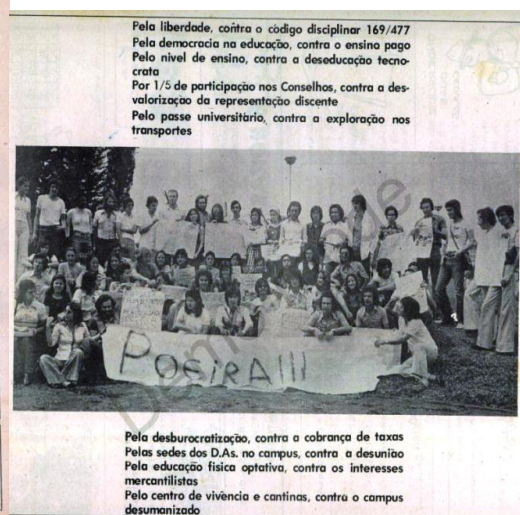 Pela liberdade, contra o código disciplinar 169/477
Pela democracia na educação, contra o ensino pago
Pelo nivel de ensino, contra a deseducação tecno-
crata
Por 1/5 de participação nos Conselhos, contra a des-
valorização da representação discente
Pelo passe universitário, contra a exploração nos
transportes
POEIRA!!!
Pela desburocratização, contra a cobrança de taxas
Pelas sedes dos D.As. no campus, contra a desunião
Pela educação fisica optativa, contra os interesses
mercantilistas
Pelo centro de vivência e cantinas, contra o campus
desumanizado